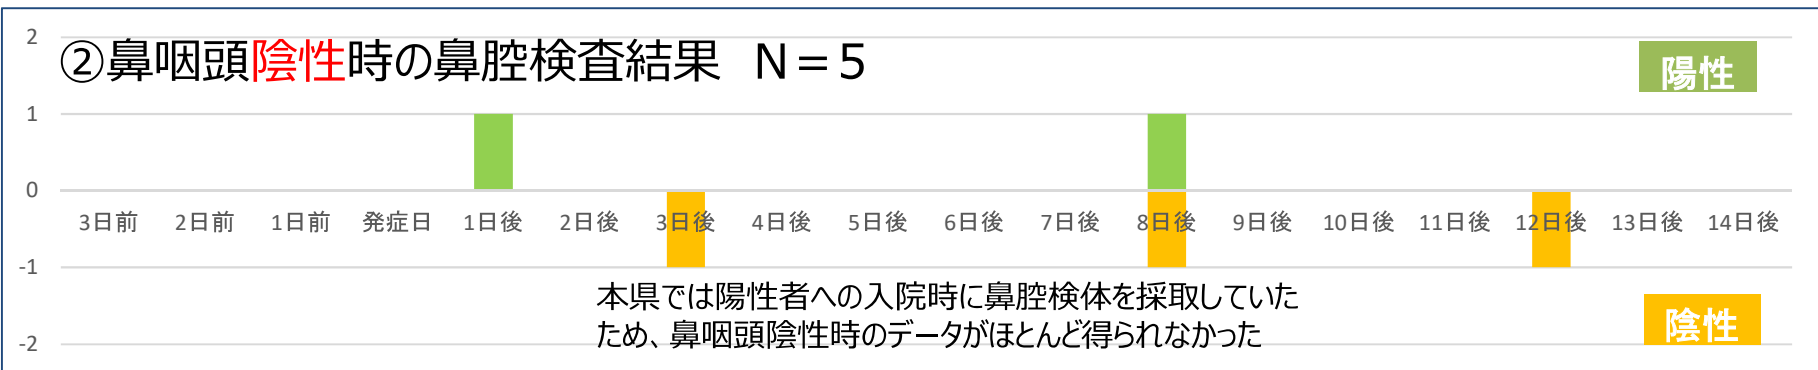 2
②鼻咽頭陰性時の鼻腔検査結果　N＝5
陽性
1
0
3日前 2日前 1日前 発症日 1日後 2日後 3日後 4日後 5日後 6日後 7日後 8日後 9日後 10日後 11日後 12日後 13日後 14日後
-1
本県では陽性者への入院時に鼻腔検体を採取していた
ため、鼻咽頭陰性時のデータがほとんど得られなかった
陰性
-2